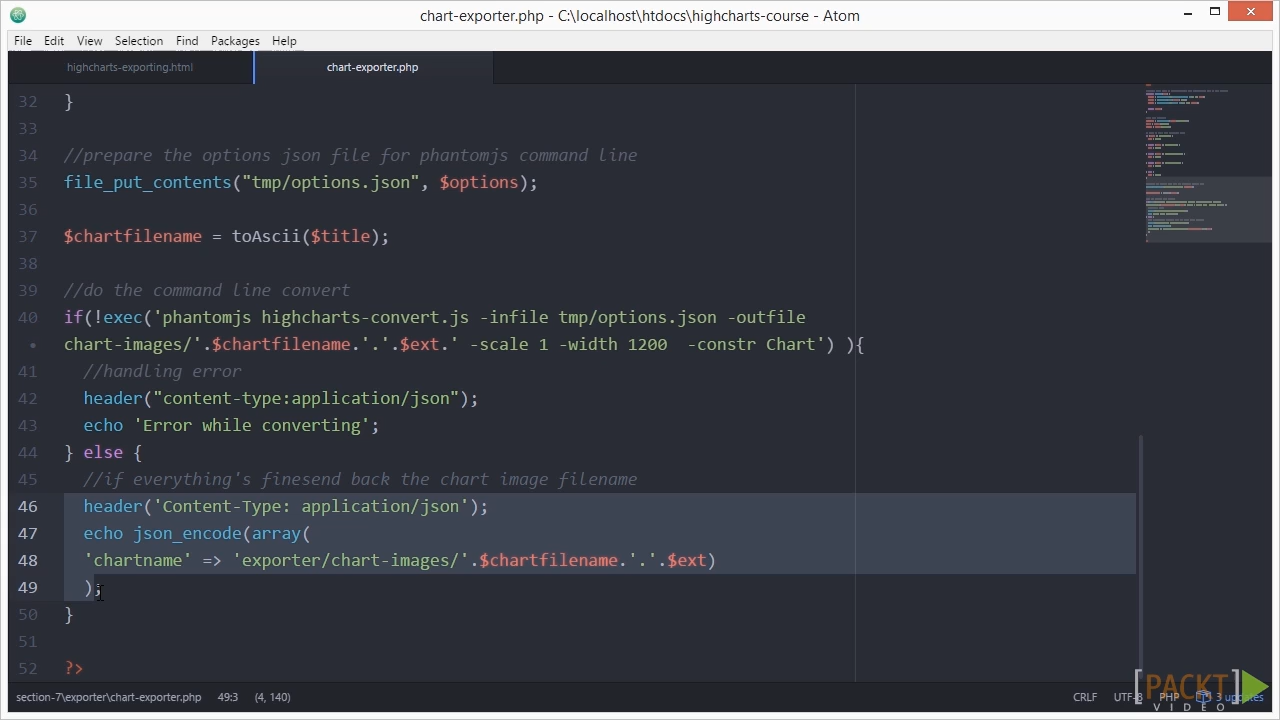 chart-exporter.php - C:\localhost\htdocs\highcharts-course - Atom
File Edit View Selection Find Packages Help
highcharts-exporting.html chart-exporter.php
32 }
33
34 //prepare the options json file for phantomjs command line
35 file_put_contents("tmp/options.json", $options);
36
37 $chartfilename = toAscii($title);
38
39 //do the command line convert
40 if(!exec('phantomjs highcharts-convert.js -infile tmp/options.json -outfile
• chart-images/'.$chartfilename.'.'.$ext.' -scale 1 -width 1200  -constr Chart') ){
41 //handling error
42 header("content-type:application/json");
43 echo 'Error while converting';
44 } else {
45 //if everything's finesend back the chart image filename
46 header('Content-Type: application/json');
47 echo json_encode(array(
48 'chartname' => 'exporter/chart-images/'.$chartfilename.'.'.$ext)
49 );
50 }
51
52 ?>
section-7\exporter\chart-exporter.php 49:3 (4, 140) CRLF UTF-8 PHP 3 updates
[PACKT]
VIDEO